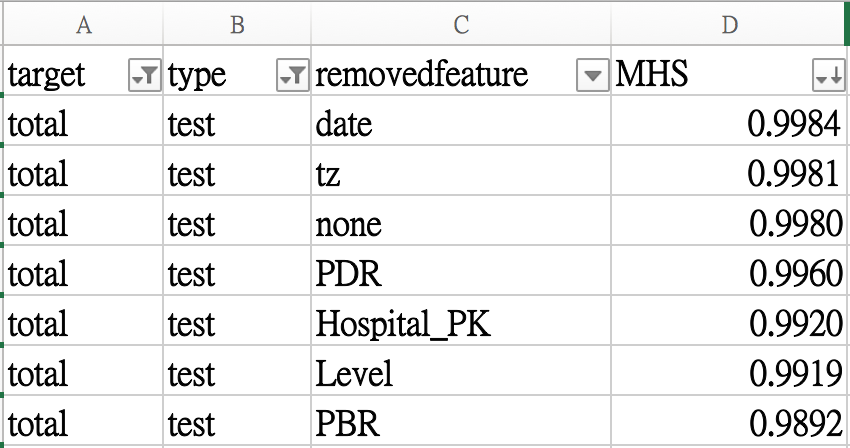 A B C D
target type removedfeature MHS
total test date 0.9984
total test tz 0.9981
total test none 0.9980
total test PDR 0.9960
total test Hospital_PK 0.9920
total test Level 0.9919
total test PBR 0.9892